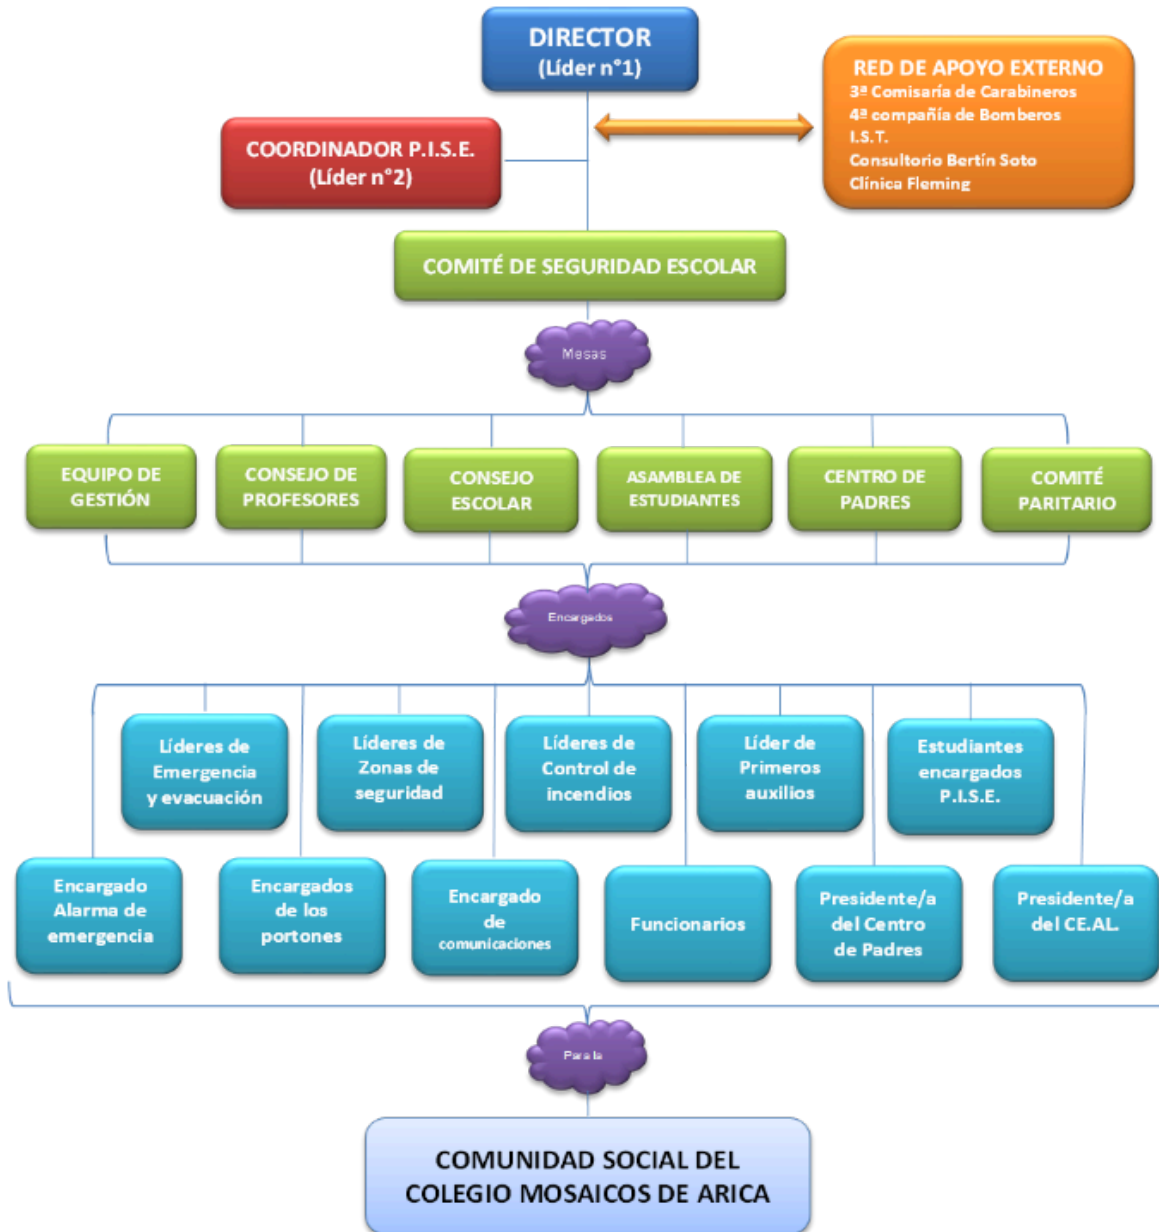 DIRECTOR
(Líder n°1)
RED DE APOYO EXTERNO
3ª Comisaría de Carabineros
4ª compañía de Bomberos
I.S.T.
Consultorio Bertín Soto
Clínica Fleming
COORDINADOR P.I.S.E.
(Líder n°2)
COMITÉ DE SEGURIDAD ESCOLAR
Mesas
EQUIPO DE
GESTIÓN
CONSEJO DE
PROFESORES
CONSEJO
ESCOLAR
ASAMBLEA DE
ESTUDIANTES
CENTRO DE
PADRES
COMITÉ
PARITARIO
Encargados
Líderes de
Emergencia
y evacuación
Líderes de
Zonas de
seguridad
Líderes de
Control de
incendios
Líder de
Primeros
auxilios
Estudiantes
encargados
P.I.S.E.
Encargado
Alarma de
emergencia
Encargados
de los
portones
Encargado
de
comunicaciones
Funcionarios
Presidente/a
del Centro
de Padres
Presidente/a
del CE.AL.
Para la
COMUNIDAD SOCIAL DEL
COLEGIO MOSAICOS DE ARICA